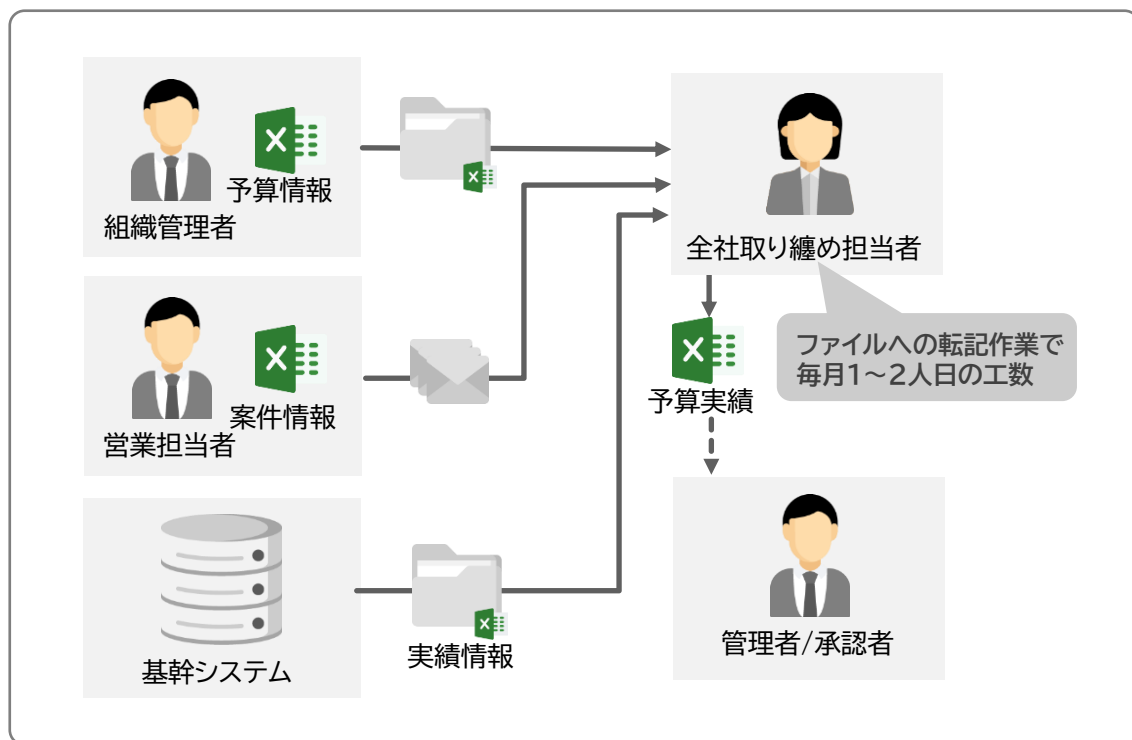 予算情報
組織管理者
全社取り纏め担当者
ファイルへの転記作業で
毎月1～2人日の工数
案件情報
営業担当者
予算実績
実績情報
基幹システム
管理者/承認者